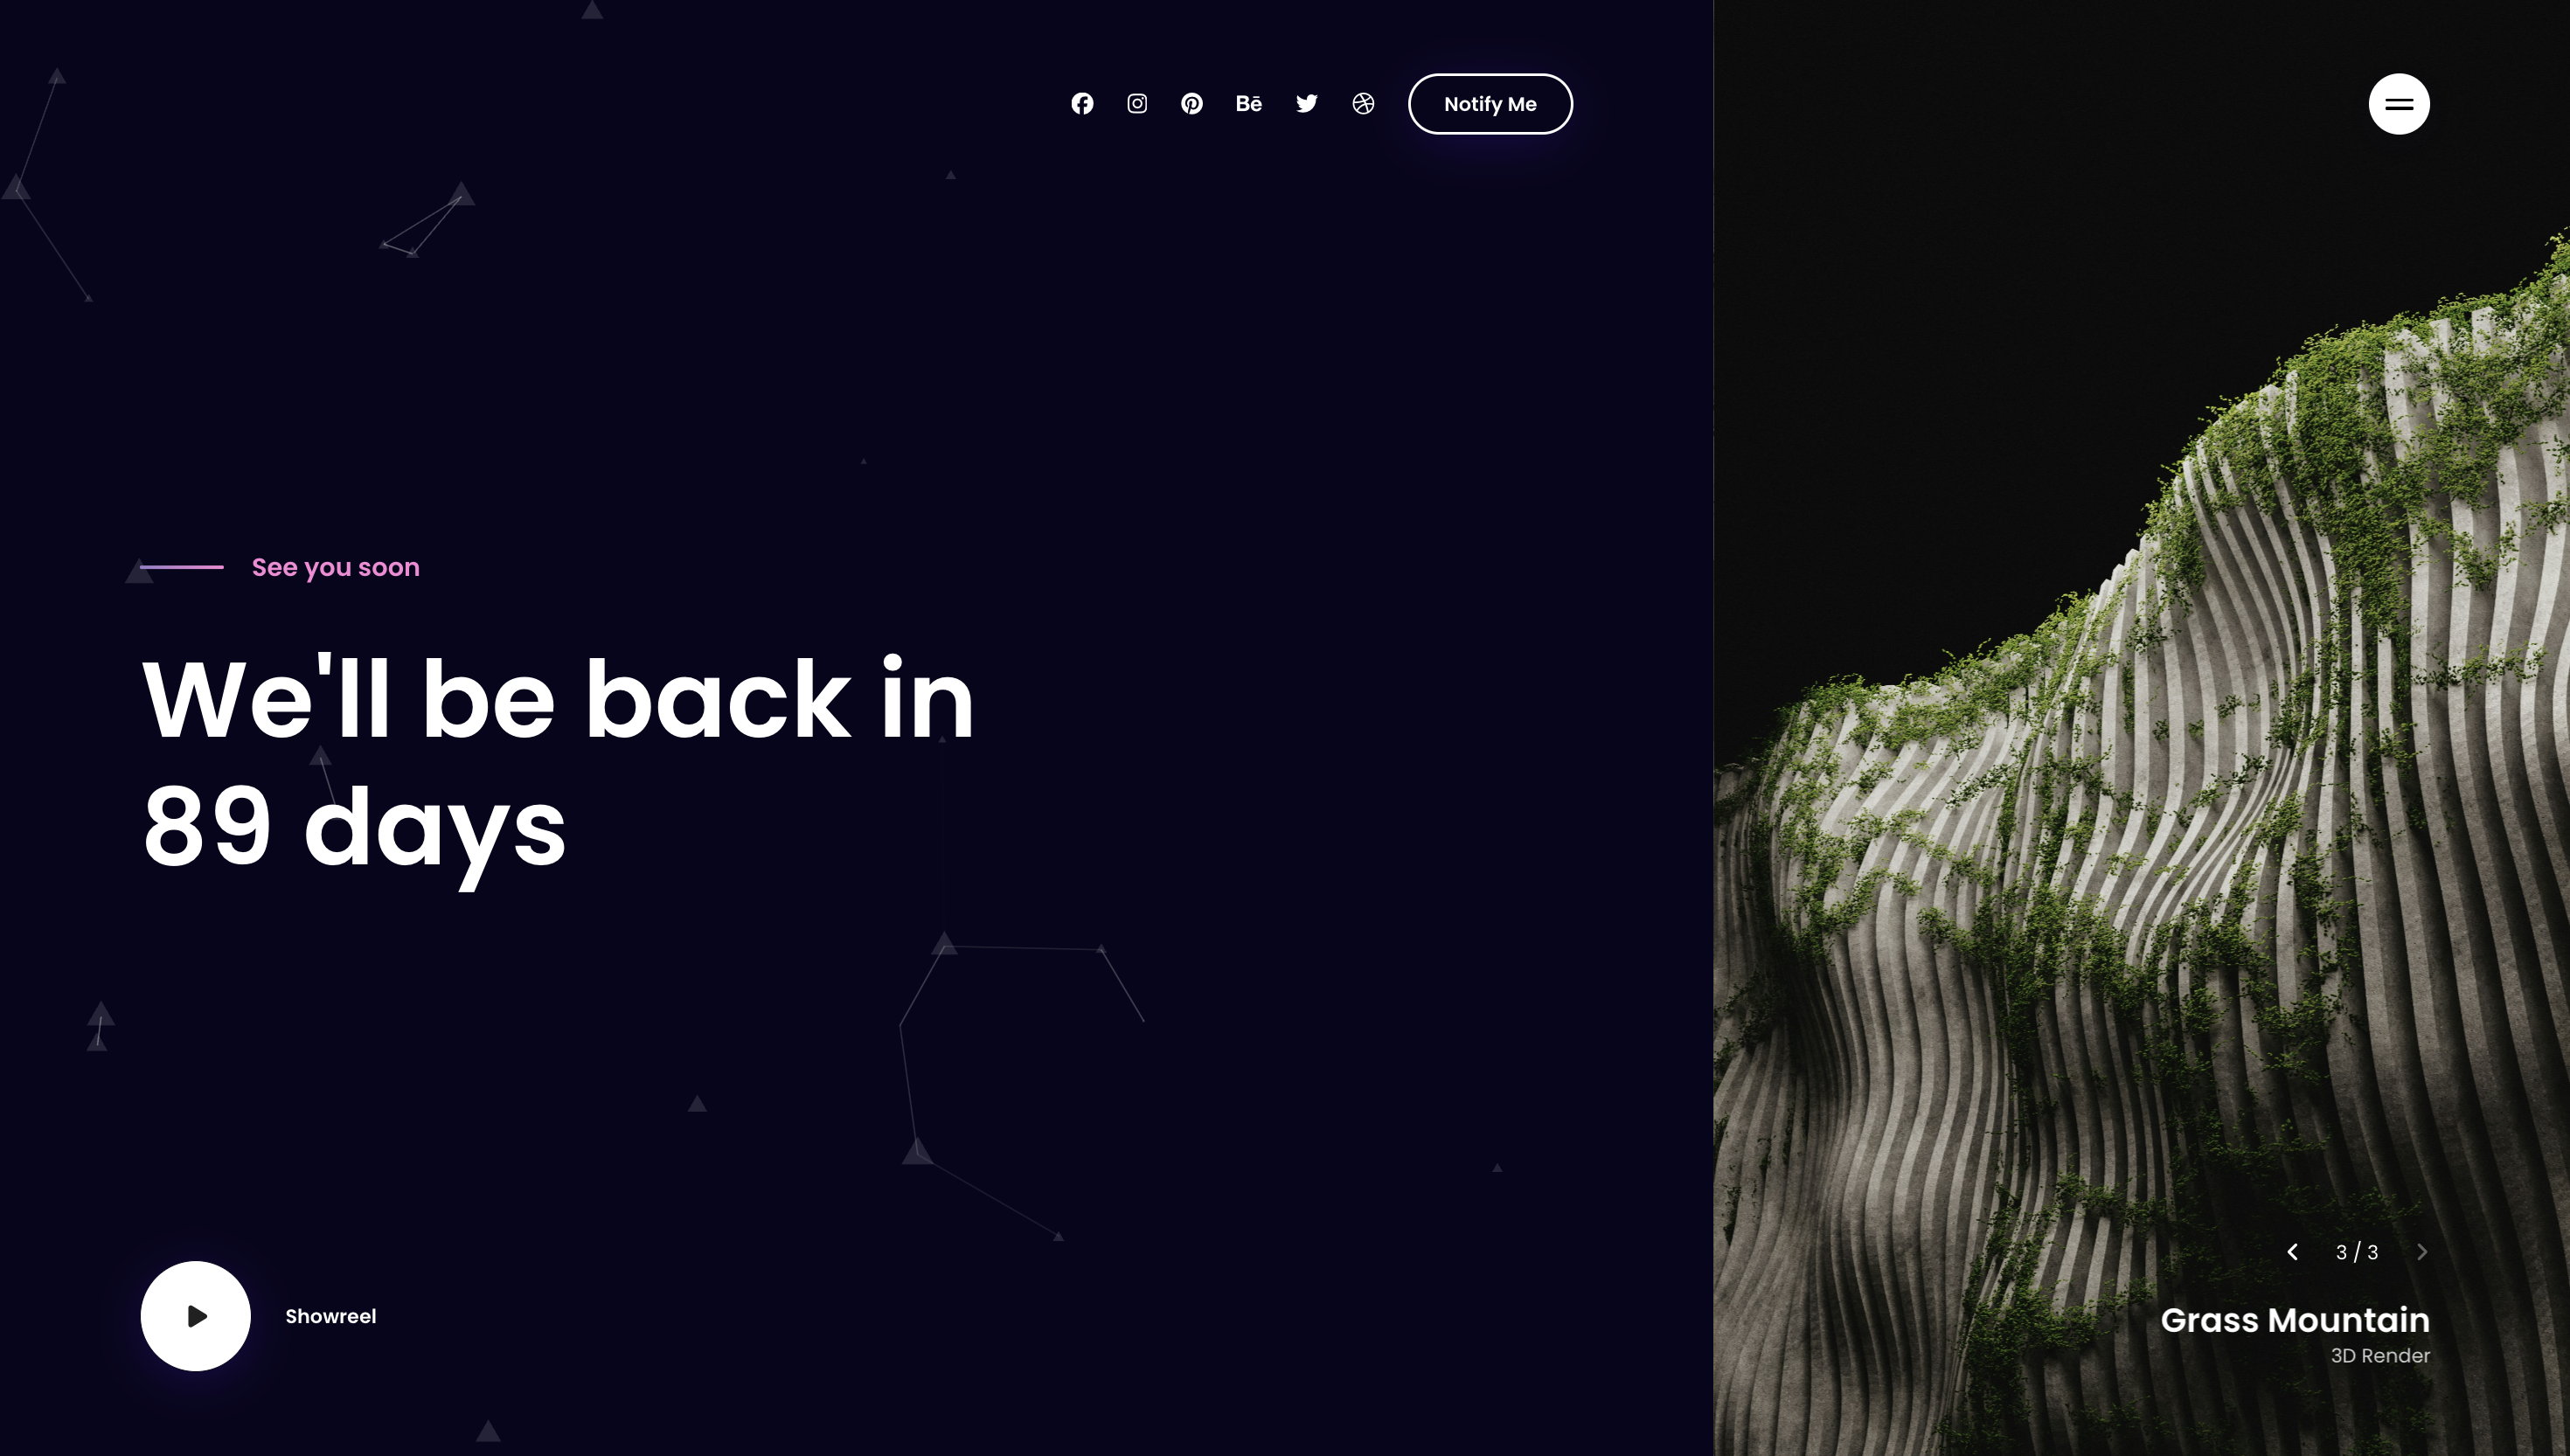 Bē
Notify Me
See you soon
We'll be back in
89 days
Showreel
3 / 3
Grass Mountain
3D Render